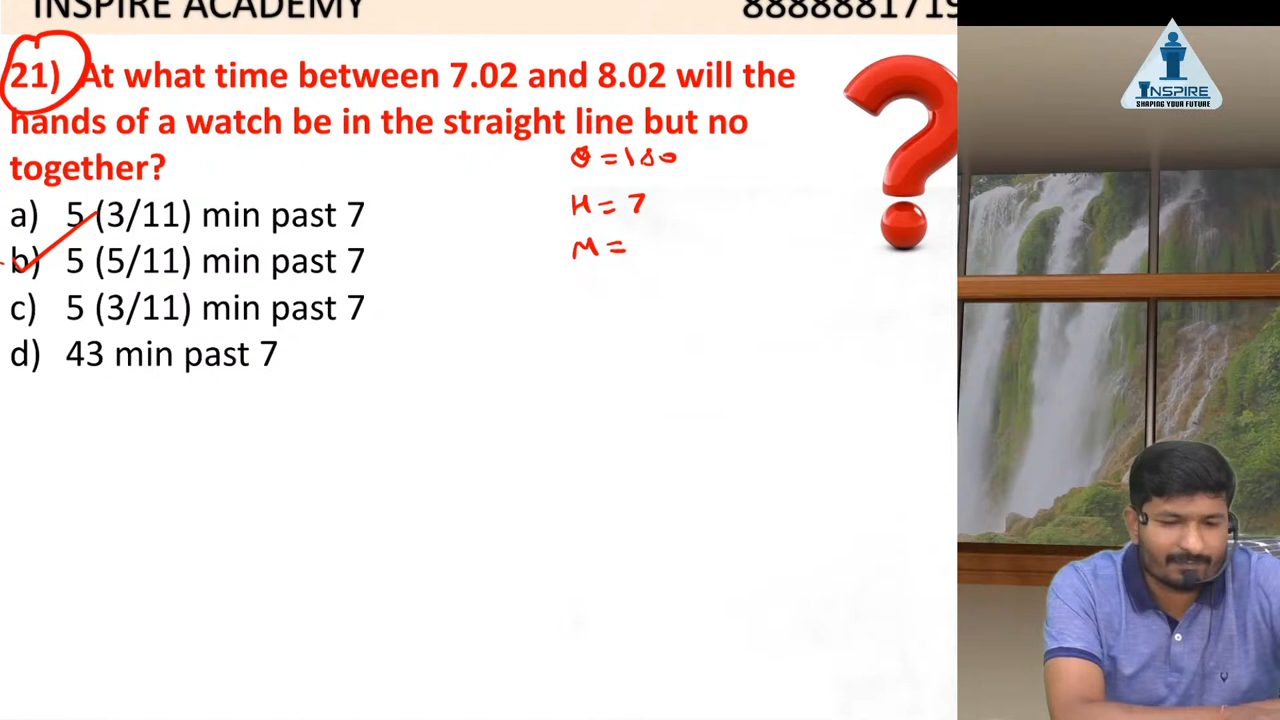 INSPIRE ACADEMY 8888881719
21) At what time between 7.02 and 8.02 will the
hands of a watch be in the straight line but no
together?
θ = 180
a) 5 (3/11) min past 7
H = 7
M =
b) 5 (5/11) min past 7
c) 5 (3/11) min past 7
d) 43 min past 7
INSPIRE
SHAPING YOUR FUTURE